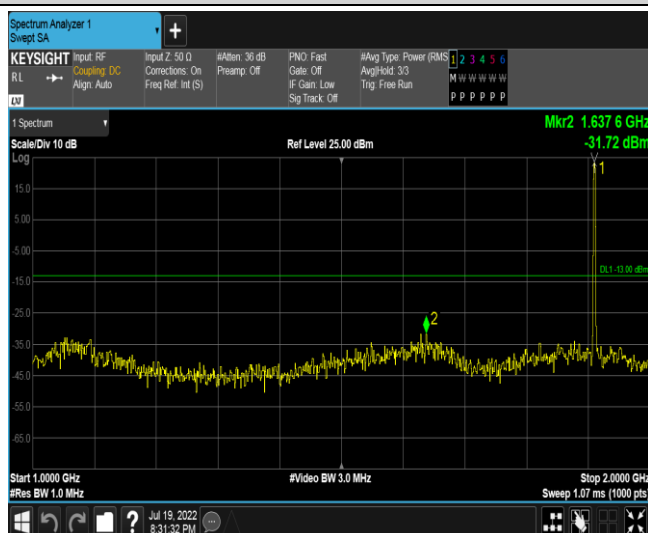 Spectrum Analyzer 1
Swept SA
KEYSIGHT
RL
LXI
Input: RF
Coupling: DC
Align: Auto
Input Z: 50 Ω
Corrections: On
Freq Ref: Int (S)
#Atten: 36 dB
Preamp: Off
PNO: Fast
Gate: Off
IF Gain: Low
Sig Track: Off
#Avg Type: Power (RMS
Avg|Hold: 3/3
Trig: Free Run
1 2 3 4 5 6
M W W W W W
P P P P P P
1 Spectrum
Mkr2 1.637 6 GHz
Scale/Div 10 dB
Ref Level 25.00 dBm
-31.72 dBm
Log
1
15.0
5.00
-5.00
DL1 -13.00 dBm
-15.0
2
-25.0
-35.0
-45.0
-55.0
-65.0
Start 1.0000 GHz
#Video BW 3.0 MHz
Stop 2.0000 GHz
#Res BW 1.0 MHz
Sweep 1.07 ms (1000 pts)
?
Jul 19, 2022
8:31:32 PM